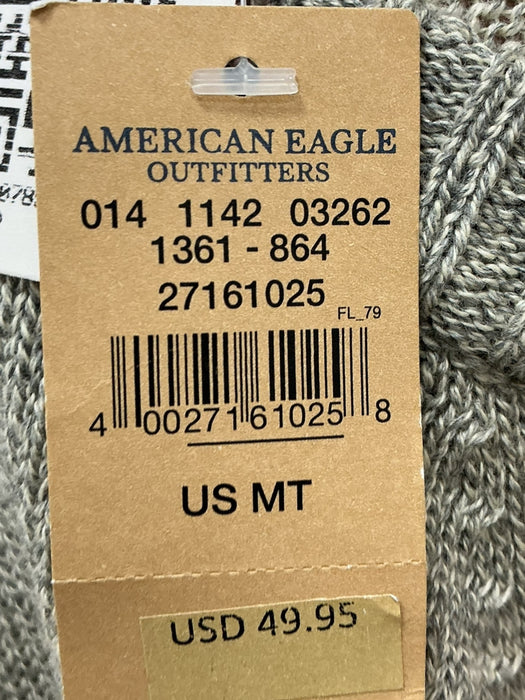 AMERICAN EAGLE
OUTFITTERS
014 1142 03262
1361 - 864
27161025
FL_79
4 00271 61025 8
US MT
USD 49.95